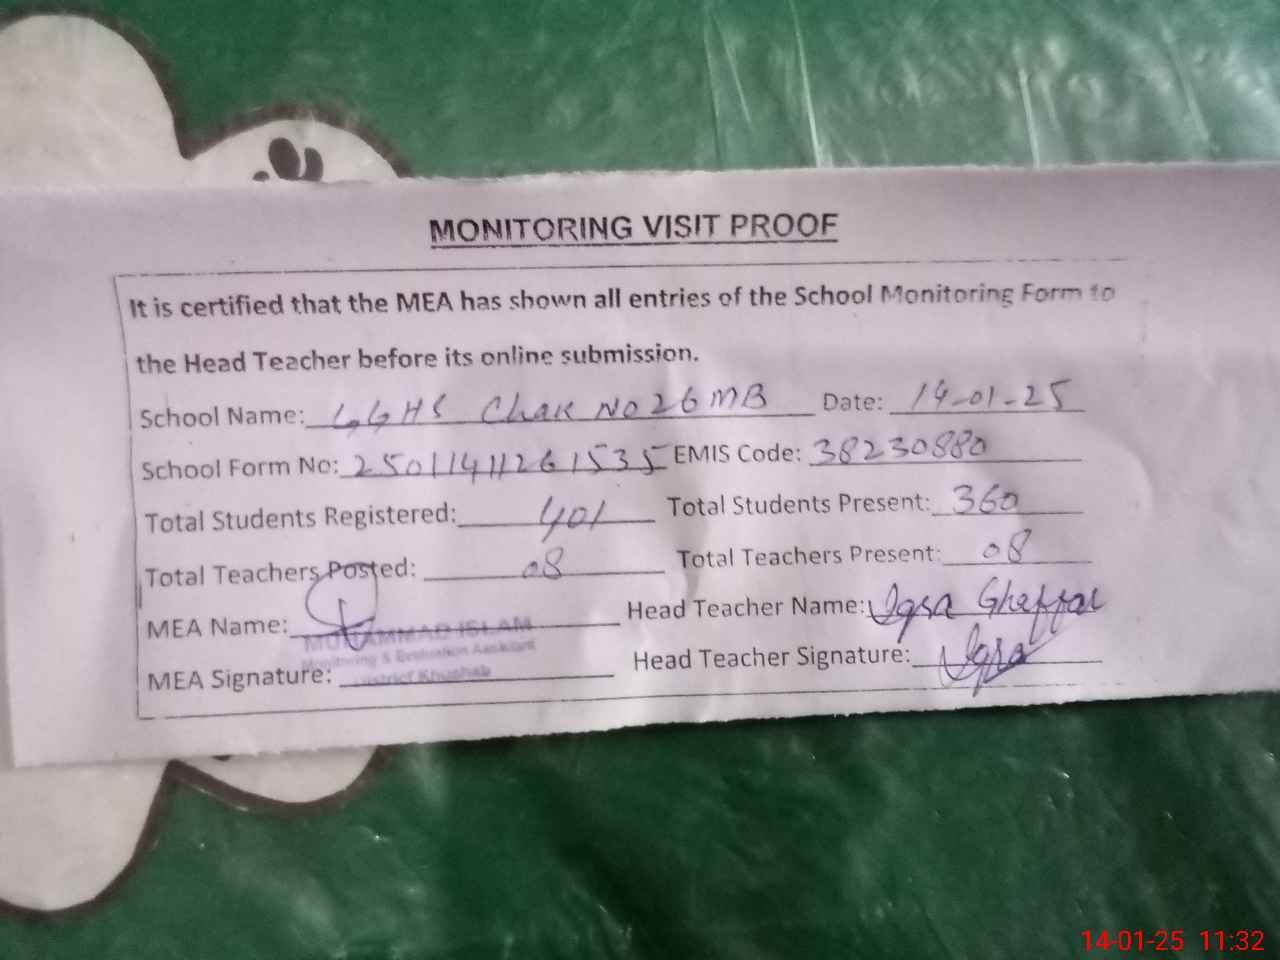 MONITORING VISIT PROOF
It is certified that the MEA has shown all entries of the School Monitoring Form to
the Head Teacher before its online submission.
School Name: GGHS Chak NO 26 MB Date: 14-01-25
School Form No: 2501141126 1535 EMIS Code: 38230880
Total Students Registered: 401 Total Students Present: 360
Total Teachers Posted: 08 Total Teachers Present: 08
MEA Name: MUHAMMAD ISLAM Head Teacher Name: Iqra Ghaffar
Monitoring & Evaluation Assistant
MEA Signature: District Khushab Head Teacher Signature: Iqra
14-01-25 11:32